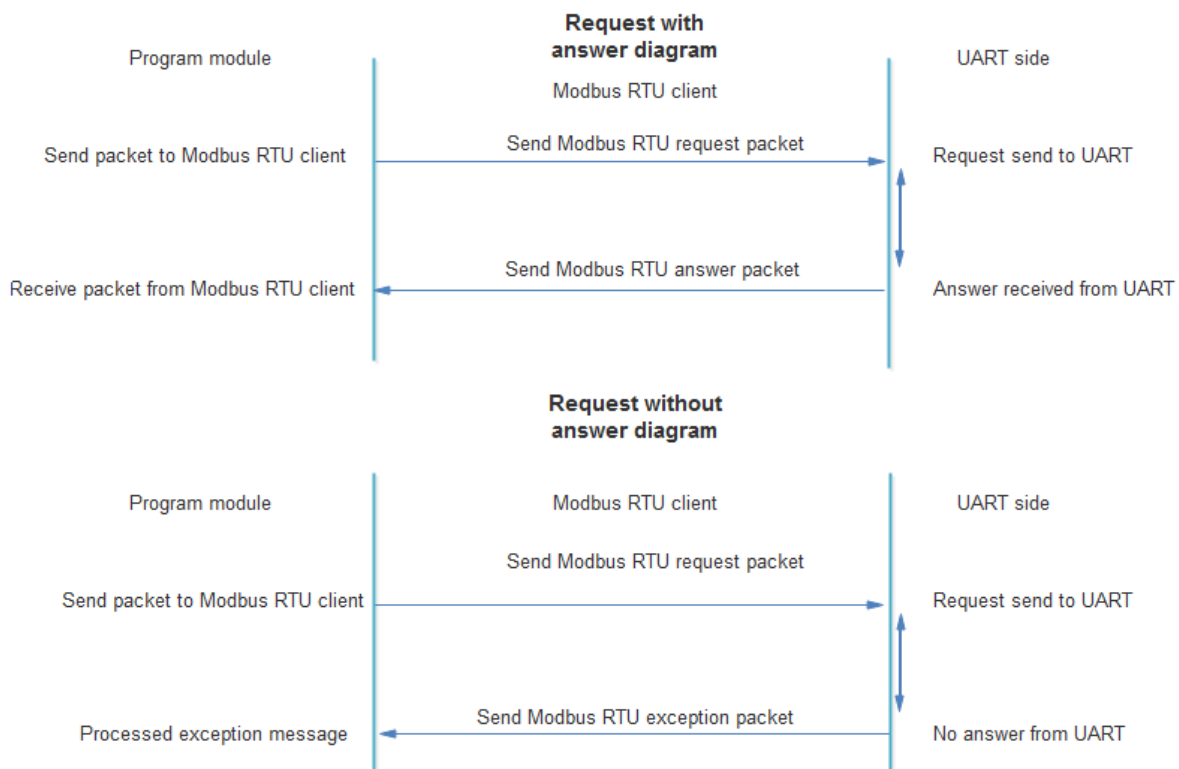 Request with
answer diagram
Program module
UART side
Modbus RTU client
Send Modbus RTU request packet
Send packet to Modbus RTU client
Request send to UART
Send Modbus RTU answer packet
Receive packet from Modbus RTU client
Answer received from UART
Request without
answer diagram
Program module
Modbus RTU client
UART side
Send Modbus RTU request packet
Send packet to Modbus RTU client
Request send to UART
Send Modbus RTU exception packet
Processed exception message
No answer from UART